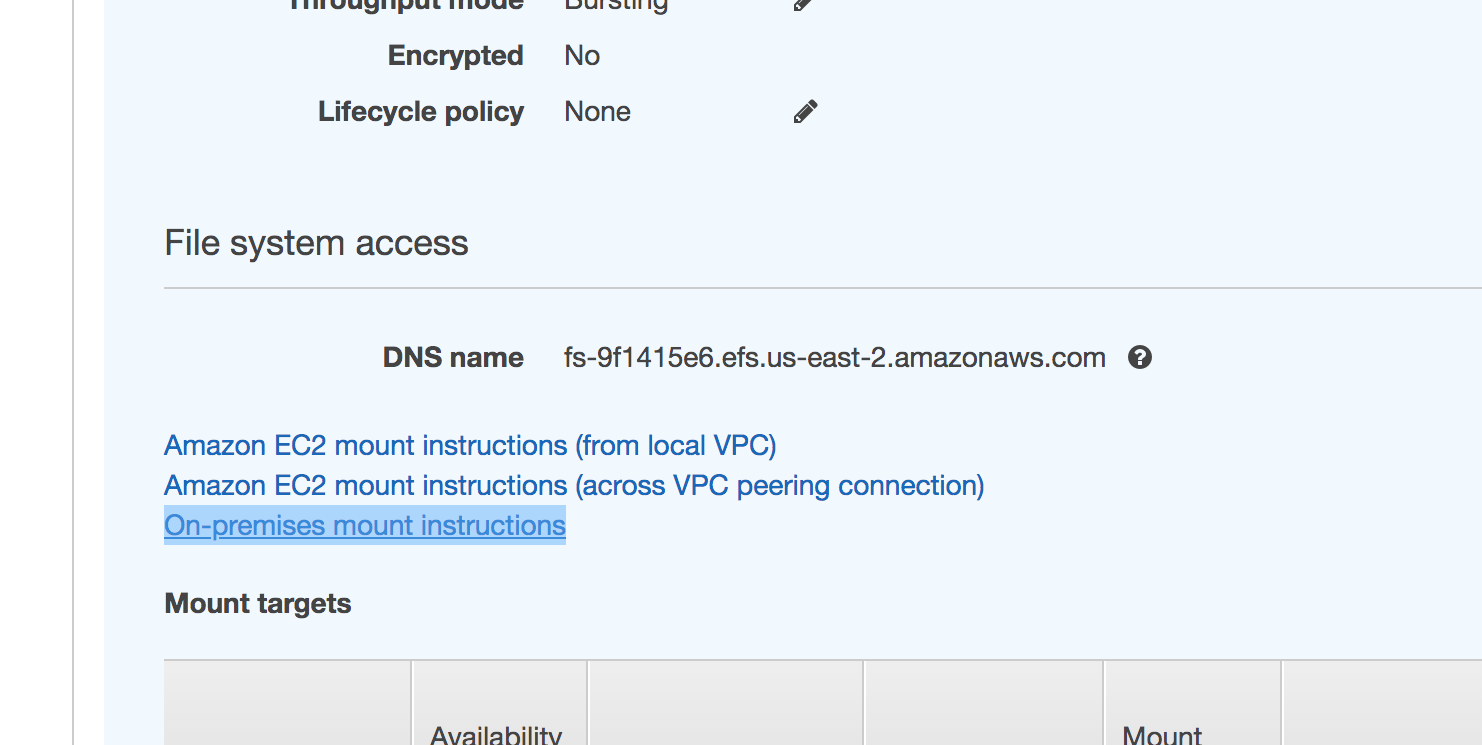 Throughput mode Bursting
Encrypted No
Lifecycle policy None
File system access
DNS name fs-9f1415e6.efs.us-east-2.amazonaws.com
Amazon EC2 mount instructions (from local VPC)
Amazon EC2 mount instructions (across VPC peering connection)
On-premises mount instructions
Mount targets
Availability Mount